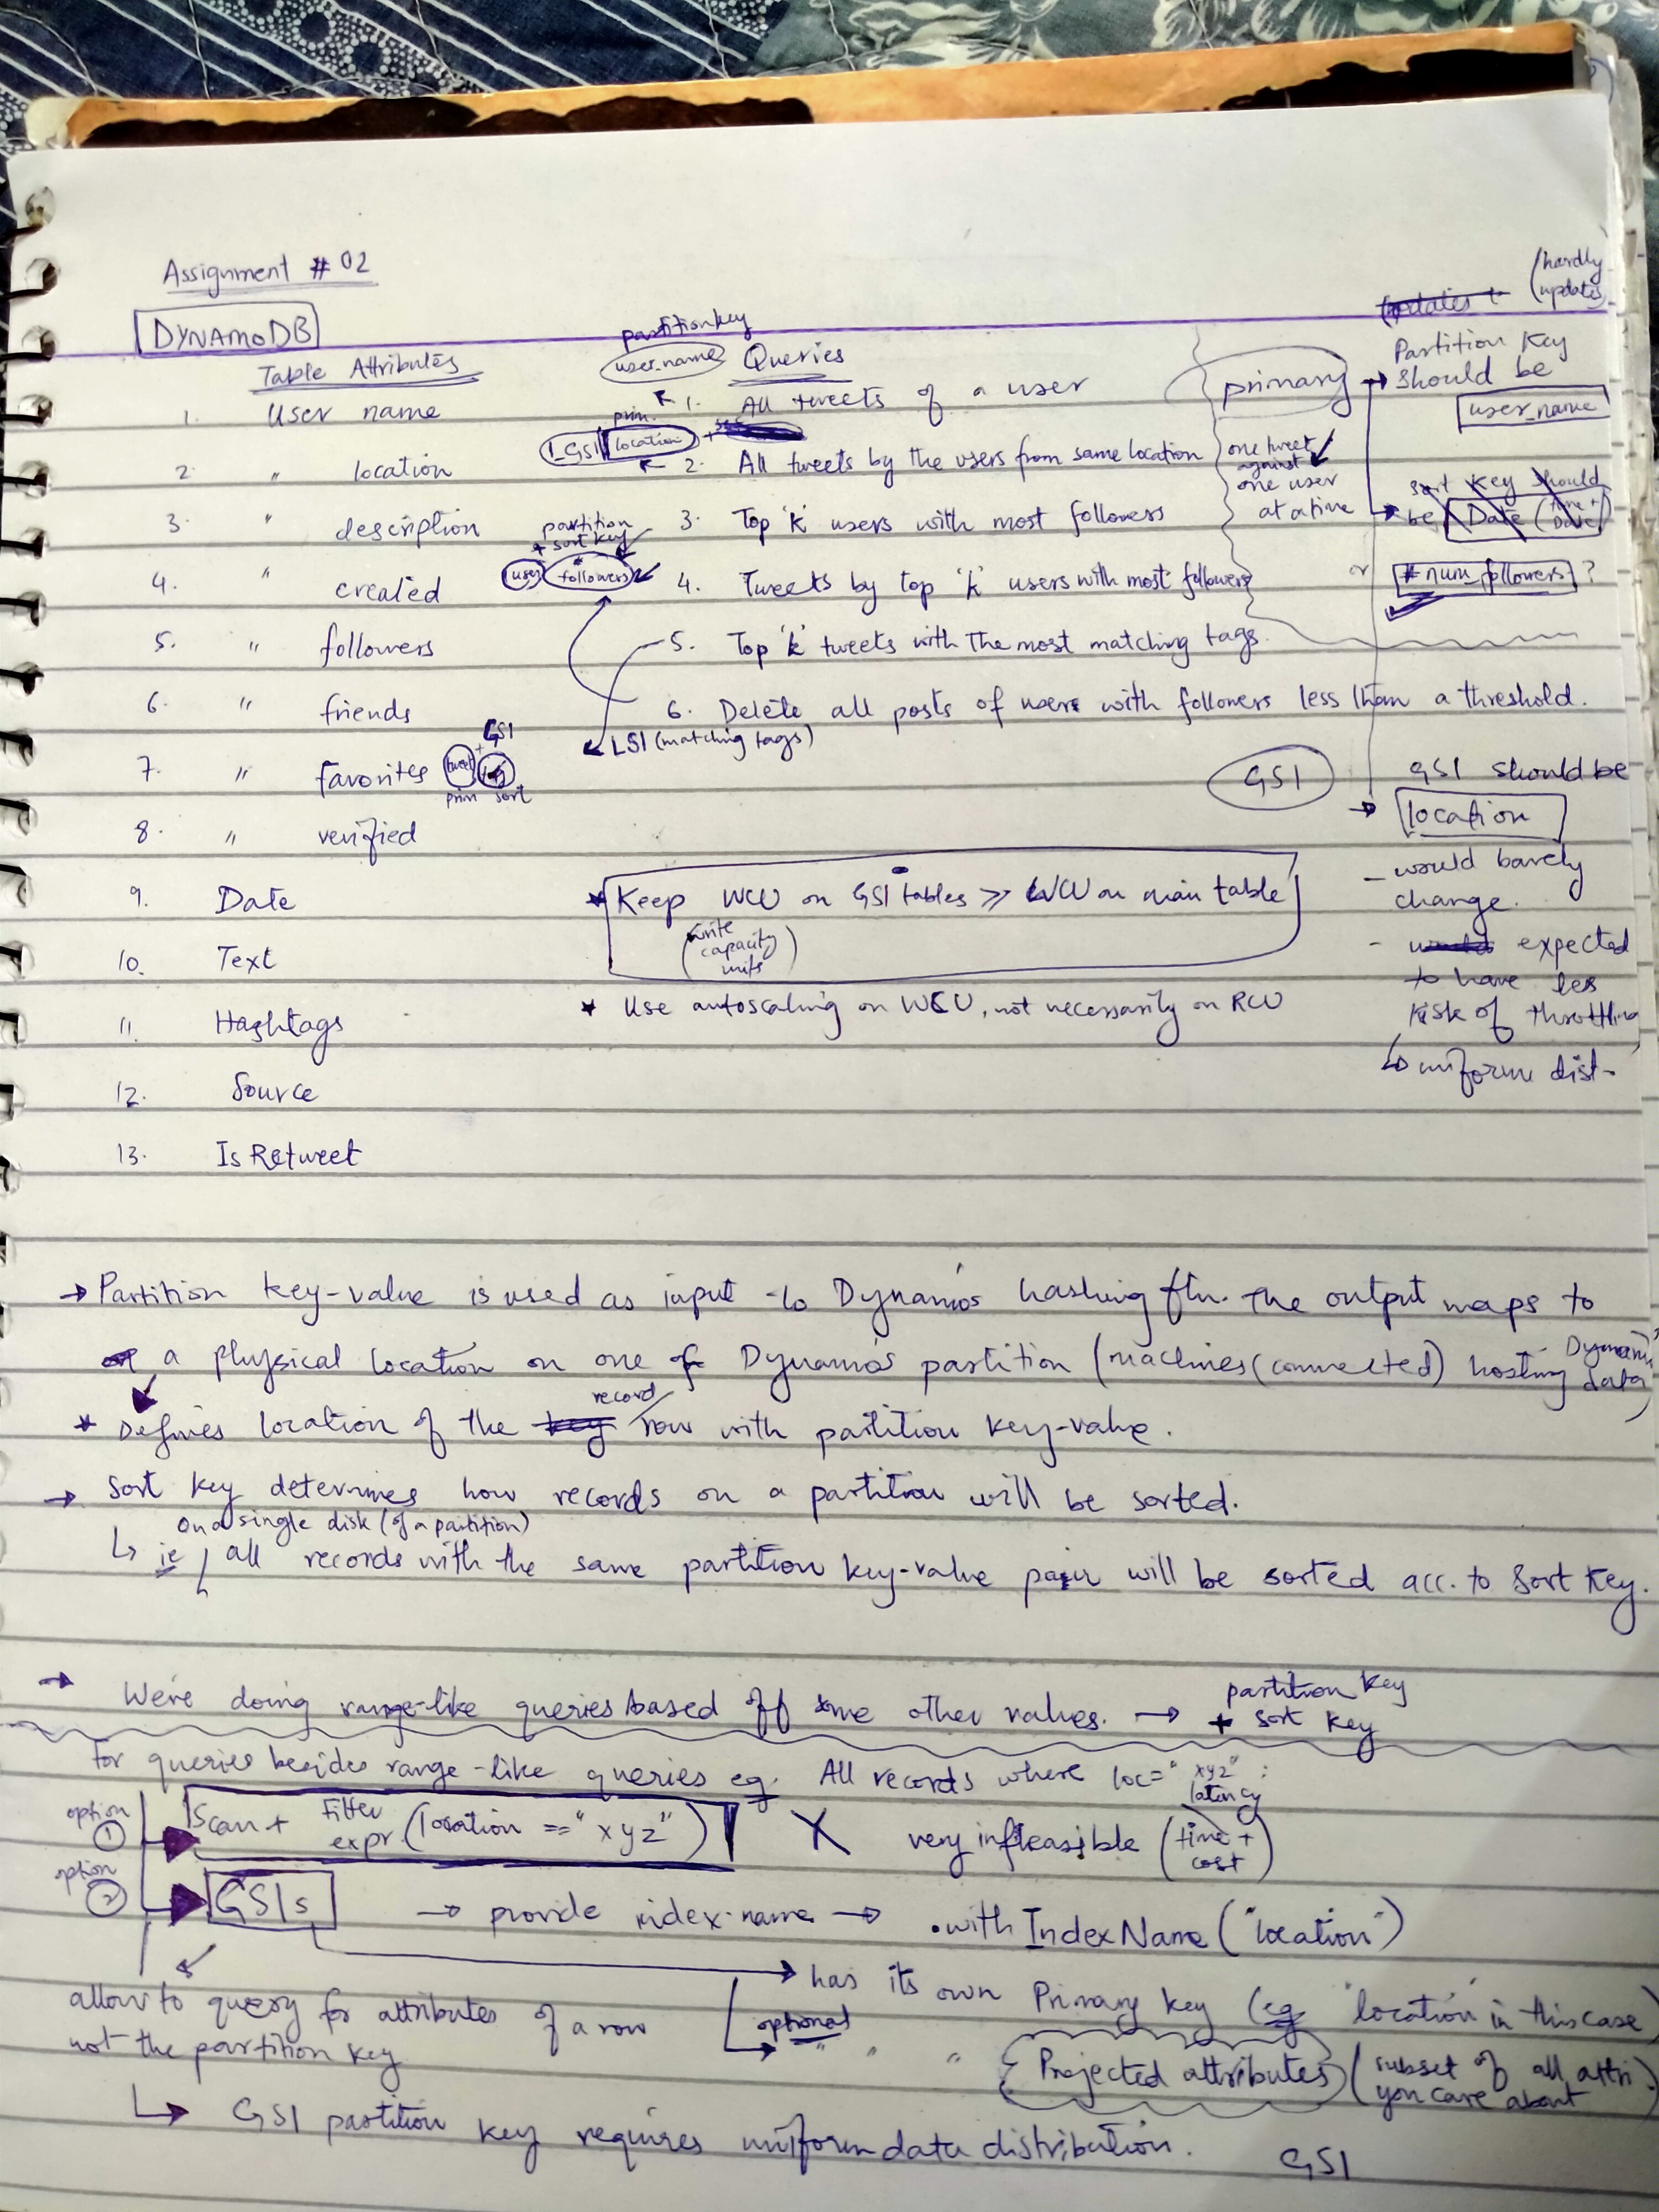 Assignment # 02
(hardly updates
DYNAMODB
Table Attributes
1. User name
2. " location
3. " description
4. " created
5. " followers
6. " friends
7. " favorites
8. " verified
9. Date
10. Text
11. Hashtags
12. Source
13. Is Retweet
GSI
tweet + tag
prim sort
partition key
user_name
Queries
1. All tweets of a user
prim.
1_GSI location +
2. All tweets by the users from same location
3. Top 'k' users with most followers
partition
+ sort key
user followers
4. Tweets by top 'k' users with most followers
5. Top 'k' tweets with the most matching tags.
6. Delete all posts of users with followers less than a threshold.
LSI (matching tags)
primary
one tweet
against
one user
at a time
Partition Key
should be
user_name
sort key should
be Date (time + Date)
or # num_followers ?
GSI
GSI should be
location
- would barely
change.
- expected
to have less
risk of throttling
↳ uniform dist-
* Keep WCU on GSI tables >> WCU on main table
(write
capacity
units)
* Use autoscaling on WCU, not necessarily on RCU
→ Partition key-value is used as input to Dynamo's hashing ftn. The output maps to
a physical location on one of Dynamo's partition (machines (connected) hosting Dynamo's data)
* Defines location of the key record/row with partition key-value.
→ Sort key determines how records on a partition will be sorted.
On a single disk (of a partition)
↳ ie, all records with the same partition key-value pair will be sorted acc. to Sort Key.
→ We're doing range-like queries based off some other values. → partition key
+ sort key
for queries besides range-like queries eg. All records where loc = "xyz" :
option 1 Scan + Filter expr. (location == "xyz") X very infleasible (latency time + cost)
option 2 GSIs → provide index-name → .with IndexName ("location")
→ has its own Primary key (eg 'location' in this case)
optional " " " Projected attributes (subset of all attri. you care about
allow to query for attributes of a row
not the partition key
↳ GSI partition key requires uniform data distribution.
GSI